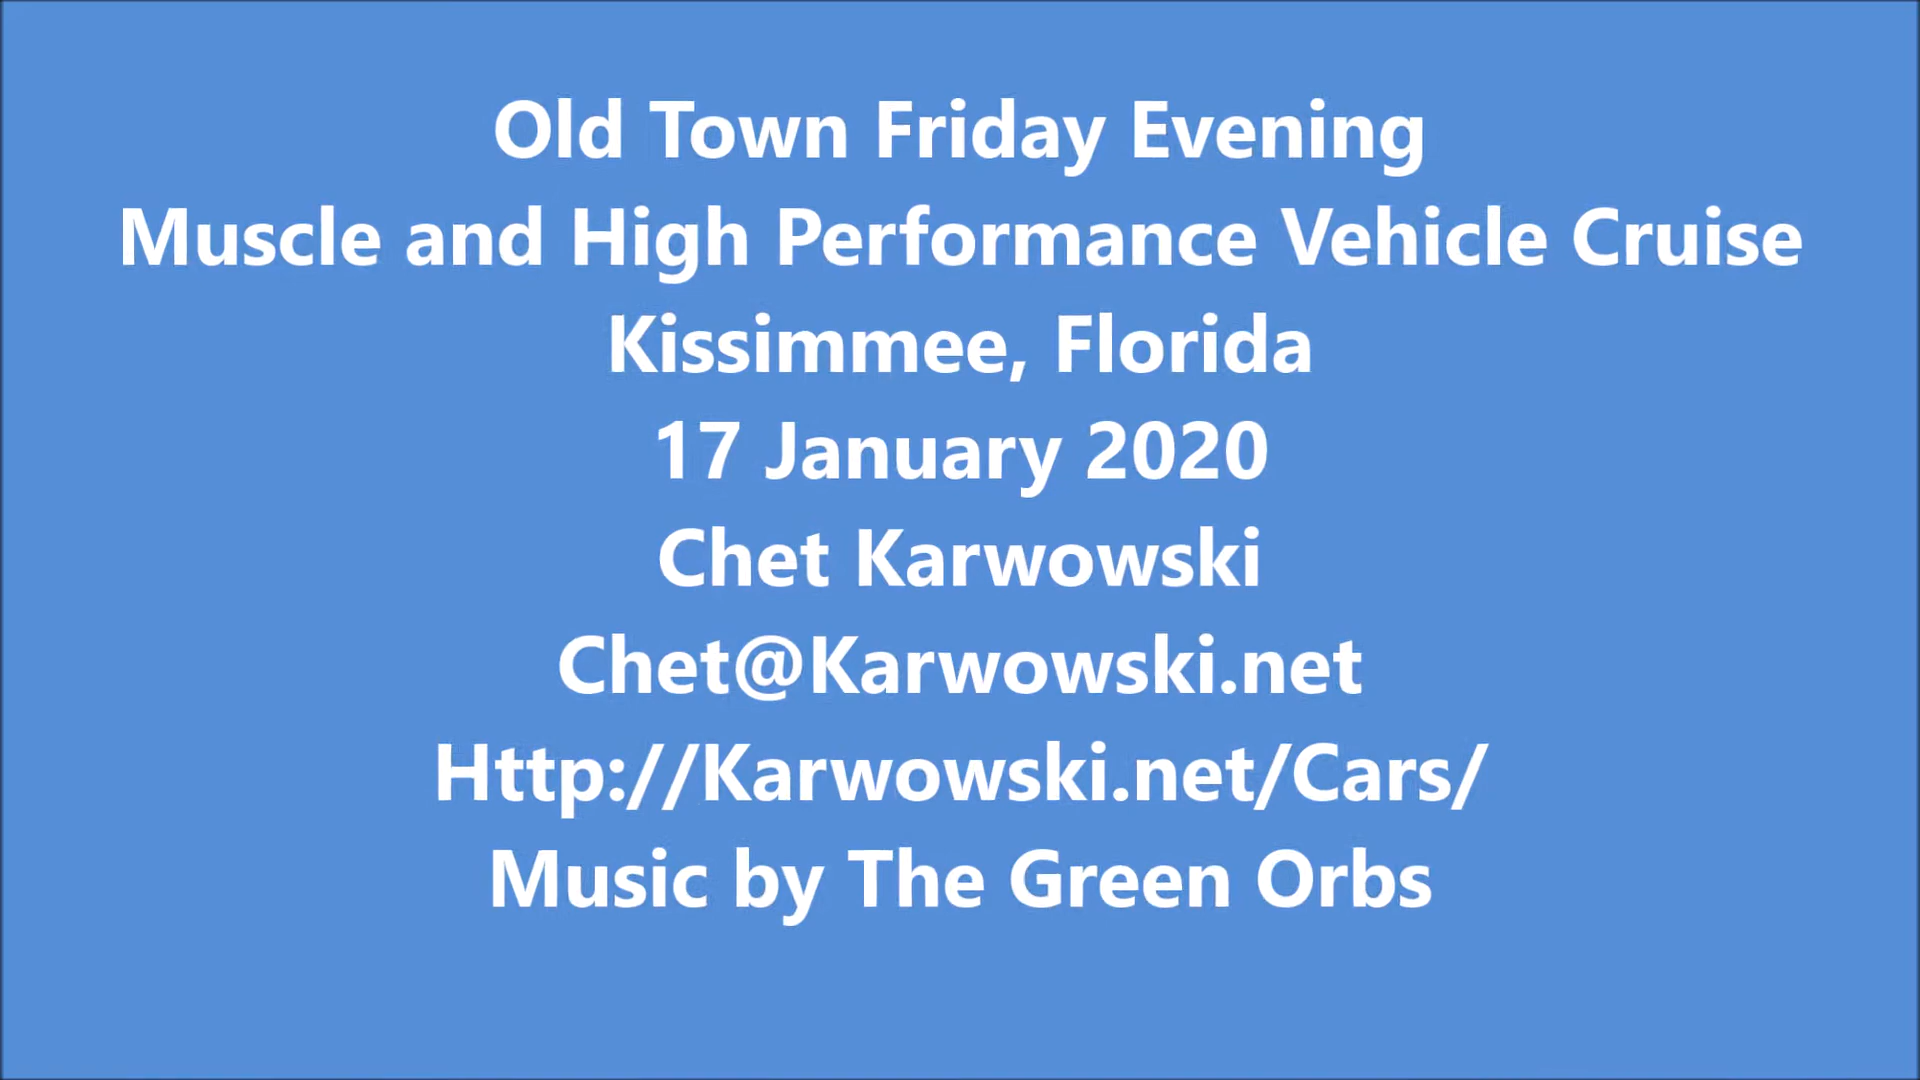 Old Town Friday Evening
Muscle and High Performance Vehicle Cruise
Kissimmee, Florida
17 January 2020
Chet Karwowski
Chet@Karwowski.net
Http://Karwowski.net/Cars/
Music by The Green Orbs